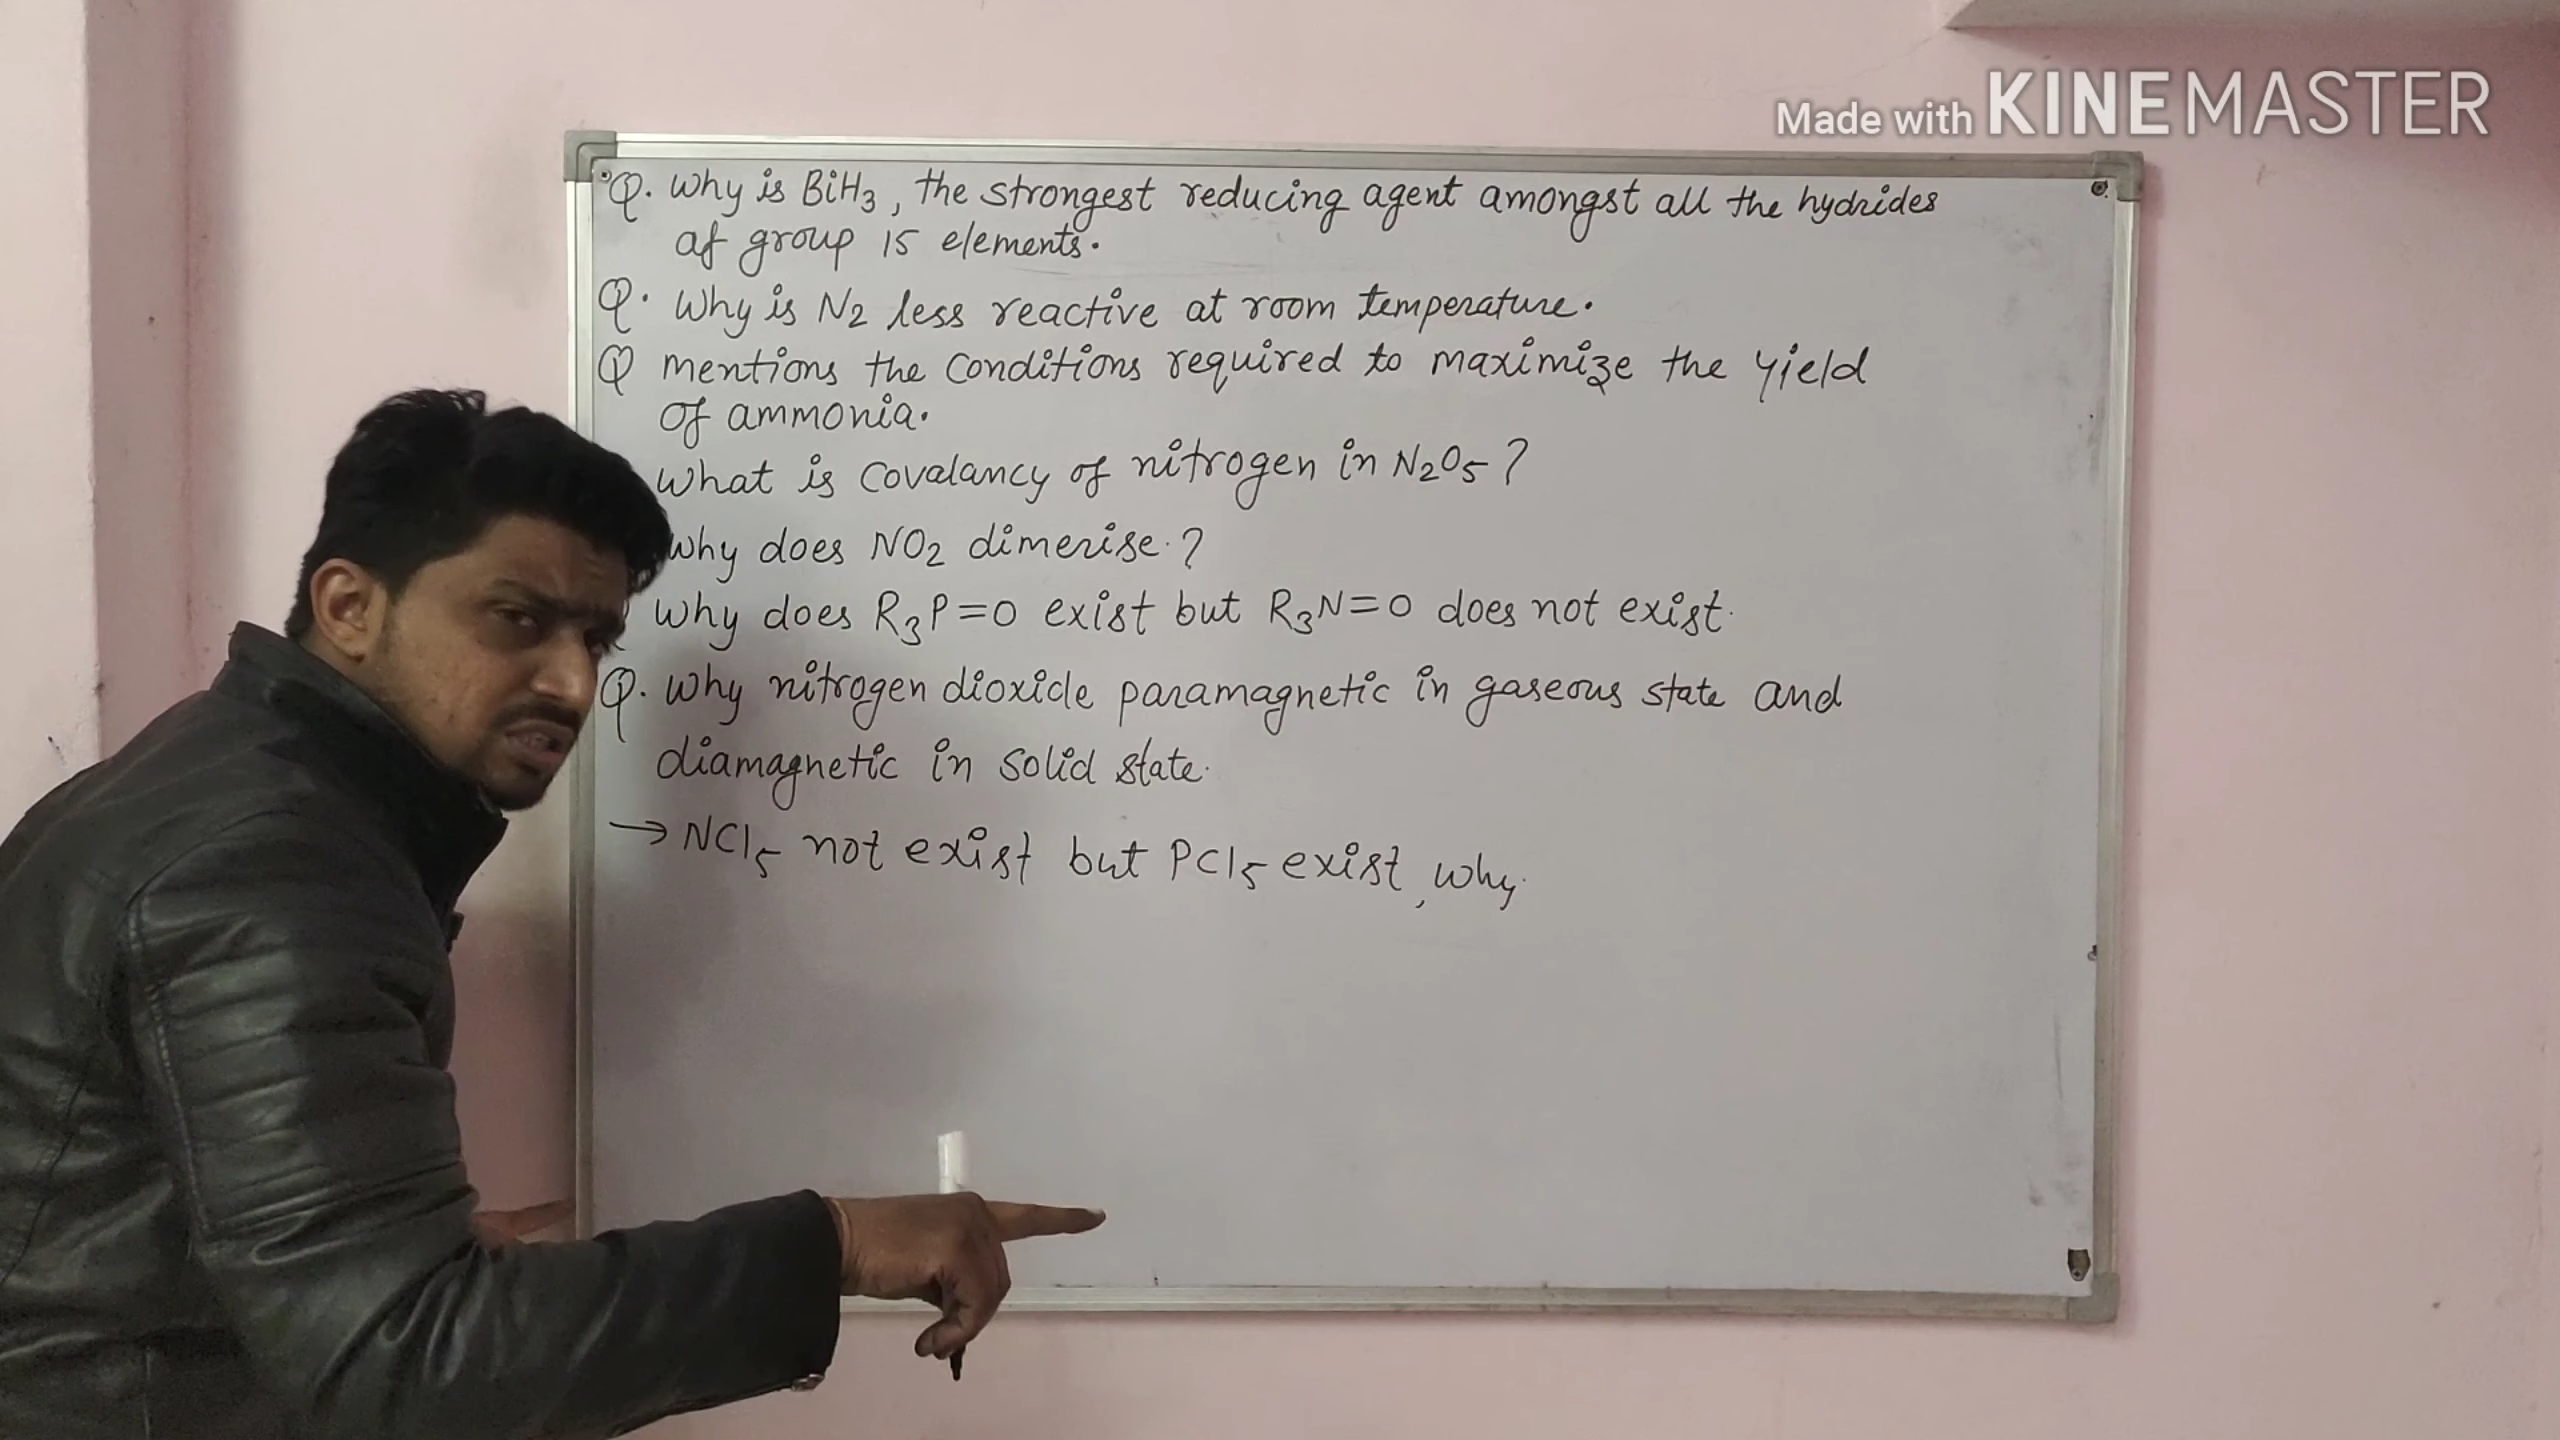 Made with KINEMASTER
Q. Why is BiH3, the strongest reducing agent amongst all the hydrides
af group 15 elements.
Q. Why is N2 less reactive at room temperature.
Q mentions the conditions required to maximize the yield
of ammonia.
What is covalancy of nitrogen in N2O5?
Why does NO2 dimerise.?
Why does R3P=O exist but R3N=O does not exist.
Q. Why nitrogen dioxide paramagnetic in gaseous state and
diamagnetic in solid state.
→ NCl5 not exist but PCl5 exist, why.